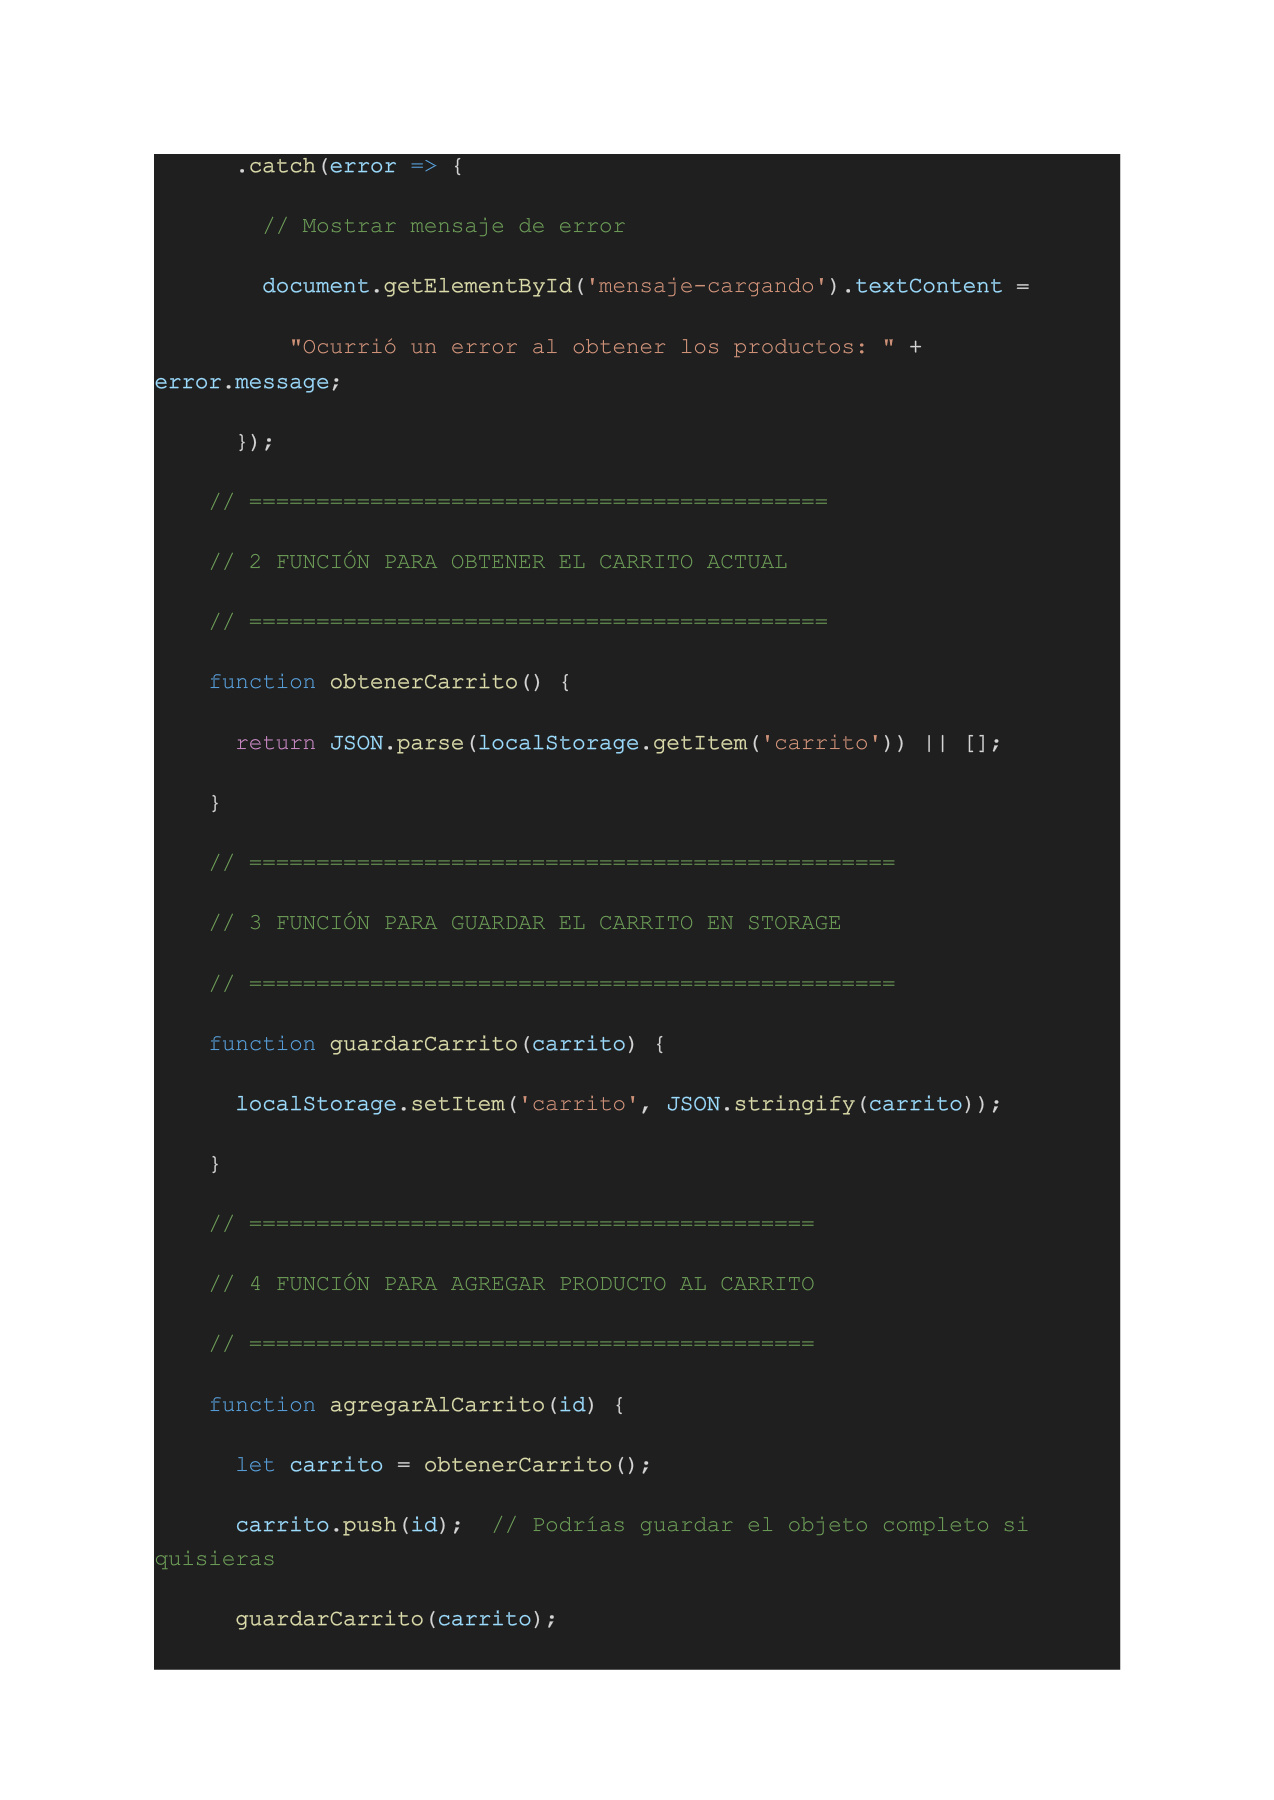 .catch(error => {
// Mostrar mensaje de error
document.getElementById('mensaje-cargando').textContent =
"Ocurrió un error al obtener los productos: " +
error.message;
});
// ===========================================
// 2 FUNCIÓN PARA OBTENER EL CARRITO ACTUAL
// ===========================================
function obtenerCarrito() {
return JSON.parse(localStorage.getItem('carrito')) || [];
}
// ================================================
// 3 FUNCIÓN PARA GUARDAR EL CARRITO EN STORAGE
// ================================================
function guardarCarrito(carrito) {
localStorage.setItem('carrito', JSON.stringify(carrito));
}
// ==========================================
// 4 FUNCIÓN PARA AGREGAR PRODUCTO AL CARRITO
// ==========================================
function agregarAlCarrito(id) {
let carrito = obtenerCarrito();
carrito.push(id);  // Podrías guardar el objeto completo si
quisieras
guardarCarrito(carrito);